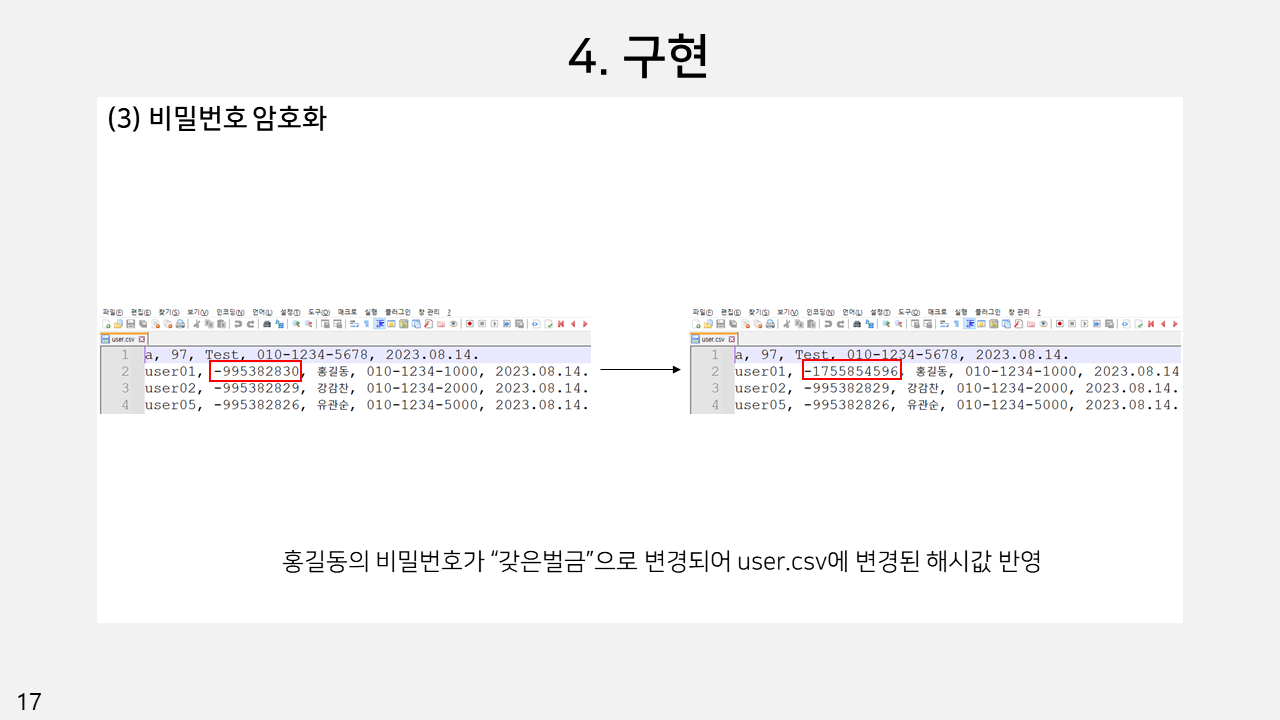 4. 구현
(3) 비밀번호 암호화
파일(F) 편집(E) 찾기(S) 보기(V) 인코딩(N) 언어(L) 설정(T) 도구(O) 매크로 실행 플러그인 창 관리 ?
user.csv
1 a, 97, Test, 010-1234-5678, 2023.08.14.
2 user01, -995382830, 홍길동, 010-1234-1000, 2023.08.14.
3 user02, -995382829, 강감찬, 010-1234-2000, 2023.08.14.
4 user05, -995382826, 유관순, 010-1234-5000, 2023.08.14.
파일(F) 편집(E) 찾기(S) 보기(V) 인코딩(N) 언어(L) 설정(T) 도구(O) 매크로 실행 플러그인 창 관리 ?
user.csv
1 a, 97, Test, 010-1234-5678, 2023.08.14.
2 user01, -1755854596, 홍길동, 010-1234-1000, 2023.08.14
3 user02, -995382829, 강감찬, 010-1234-2000, 2023.08.14.
4 user05, -995382826, 유관순, 010-1234-5000, 2023.08.14.
홍길동의 비밀번호가 “갖은벌금”으로 변경되어 user.csv에 변경된 해시값 반영
17